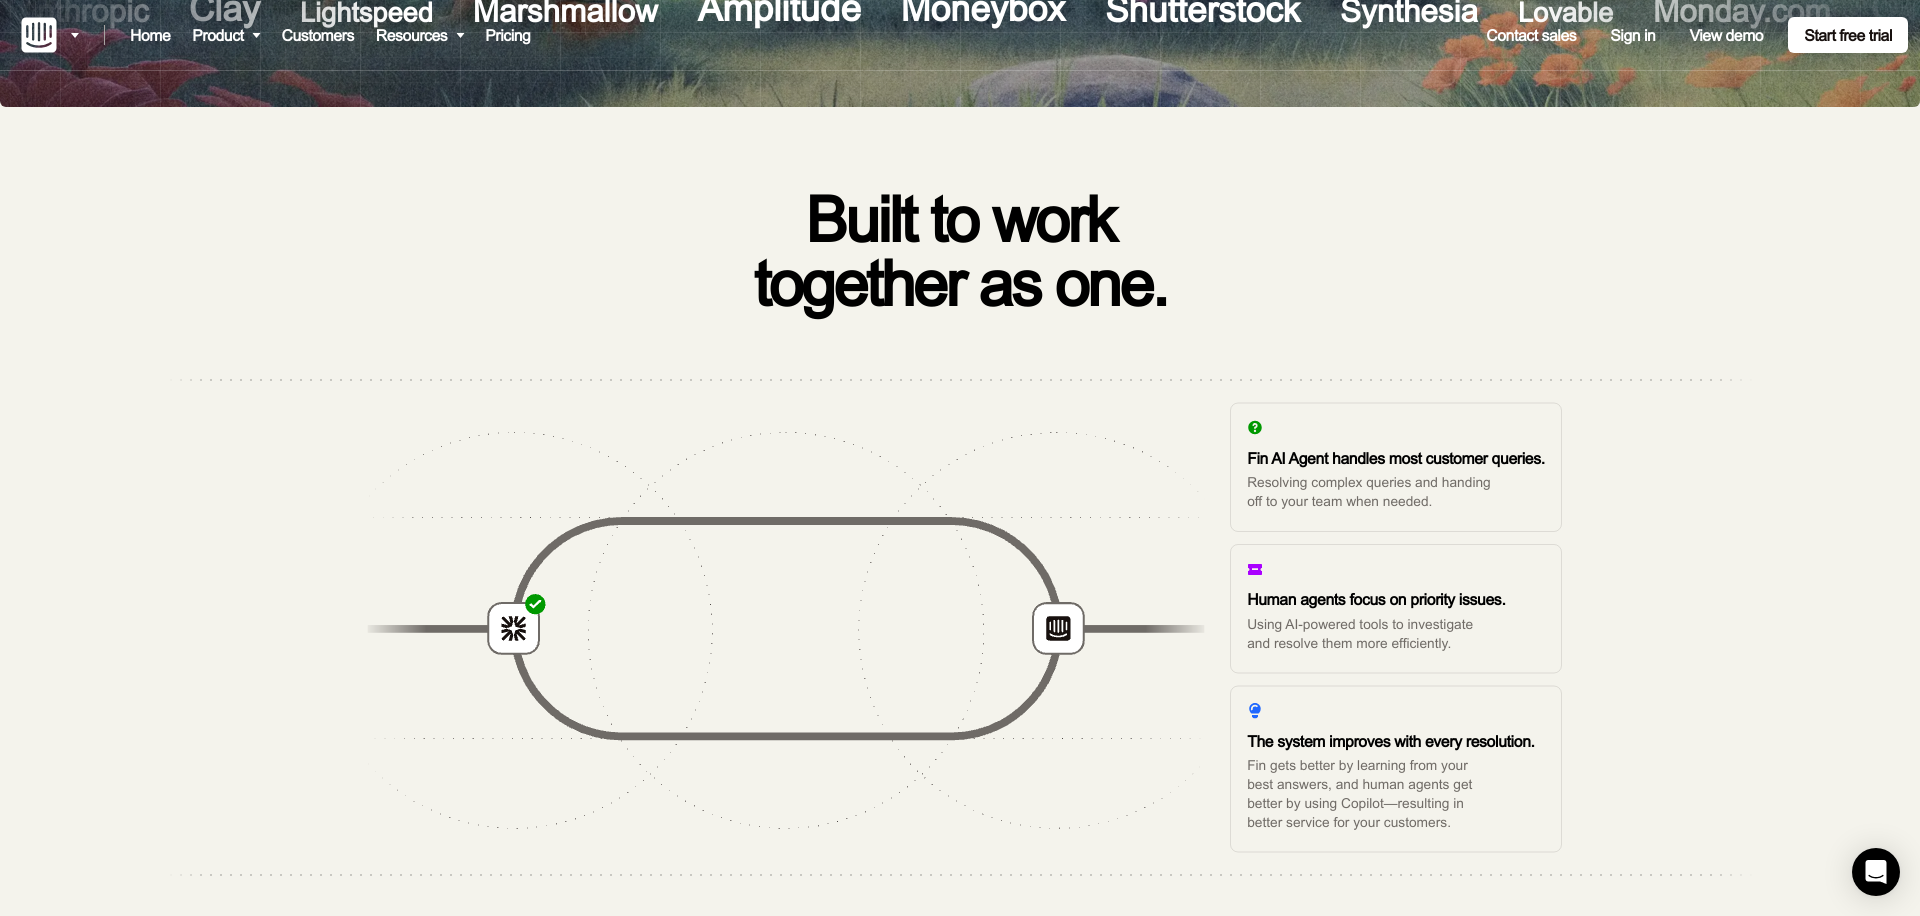 Clay
Lightspeed
Marshmallow
Amplitude
Moneybox
Shutterstock
Synthesia
Lovable
Monday.com
Home
Product
Customers
Resources
Pricing
Contact sales
Sign in
View demo
Start free trial
Built to work
together as one.
Fin AI Agent handles most customer queries.
Resolving complex queries and handing
off to your team when needed.
Human agents focus on priority issues.
Using AI-powered tools to investigate
and resolve them more efficiently.
The system improves with every resolution.
Fin gets better by learning from your
best answers, and human agents get
better by using Copilot—resulting in
better service for your customers.